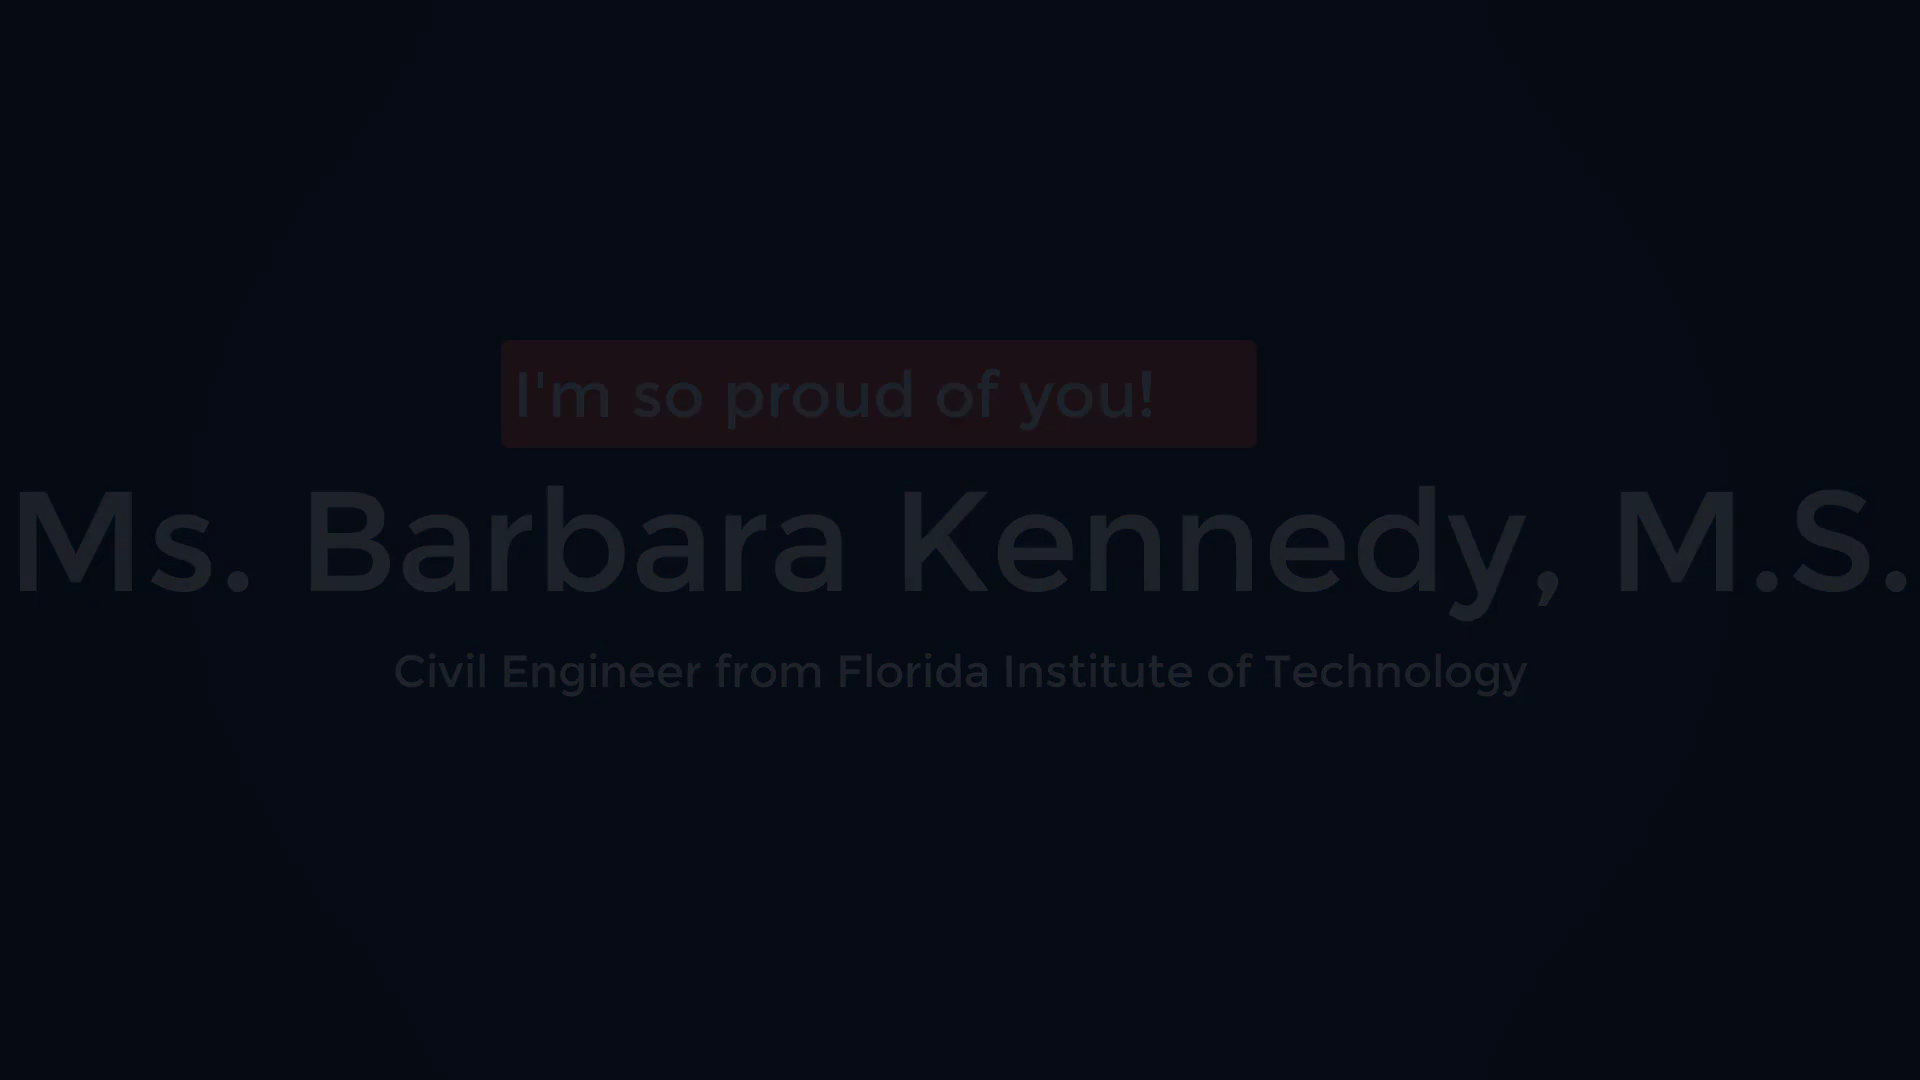 I'm so proud of you!
Ms. Barbara Kennedy, M.S.
Civil Engineer from Florida Institute of Technology